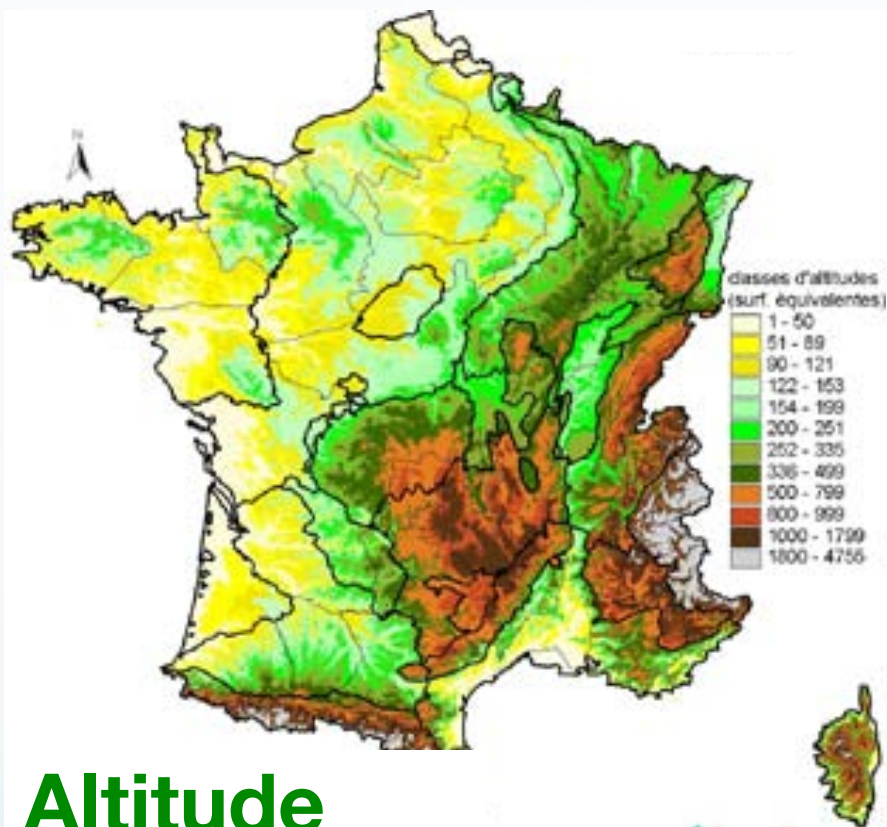 N
classes d'altitudes
(surf. équivalentes)
1 - 50
51 - 89
90 - 121
122 - 153
154 - 199
200 - 251
252 - 335
336 - 499
500 - 799
800 - 999
1000 - 1799
1800 - 4755
Altitude